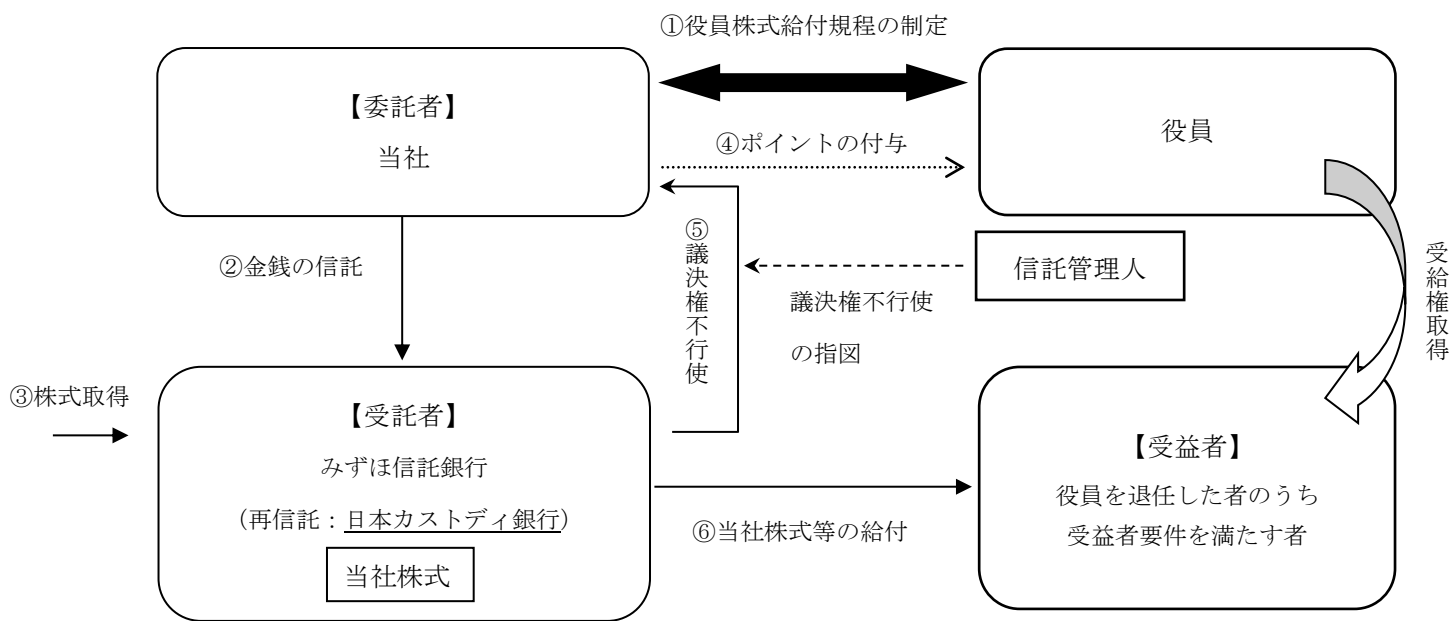 ①役員株式給付規程の制定
【委託者】
当社
④ポイントの付与
役員
②金銭の信託
⑤議決権不行使
議決権不行使
の指図
信託管理人
受給権取得
③株式取得
【受託者】
みずほ信託銀行
(再信託：日本カストディ銀行)
当社株式
⑥当社株式等の給付
【受益者】
役員を退任した者のうち
受益者要件を満たす者